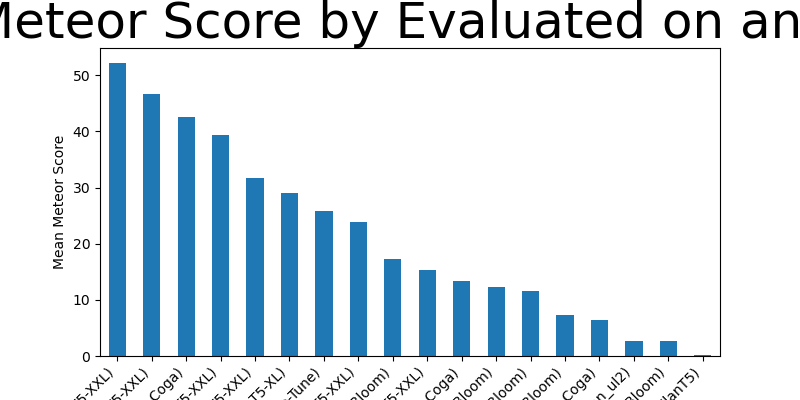 Meteor Score by Evaluated on an
50
40
30
20
10
0
Mean Meteor Score
5-XXL)
5-XXL)
Coga)
5-XXL)
5-XXL)
T5-XL)
-Tune)
5-XXL)
Bloom)
5-XXL)
Coga)
Bloom)
Bloom)
Bloom)
Coga)
n_ul2)
Bloom)
lanT5)